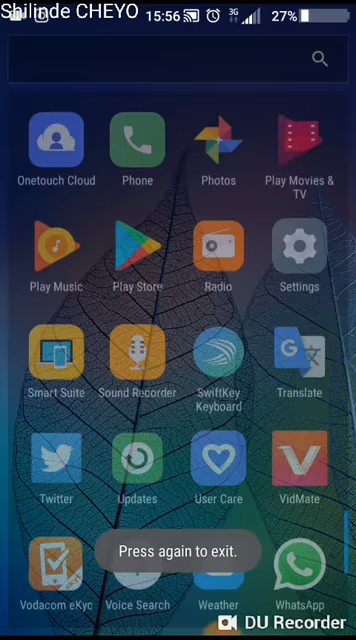 Shilinde CHEYO
15:56
3G
27%
Onetouch Cloud
Phone
Photos
Play Movies &
TV
Play Music
Play Store
Radio
Settings
Smart Suite
Sound Recorder
SwiftKey
Keyboard
Translate
Twitter
Updates
User Care
VidMate
Press again to exit.
Vodacom eKyc
Voice Search
Weather
WhatsApp
DU Recorder